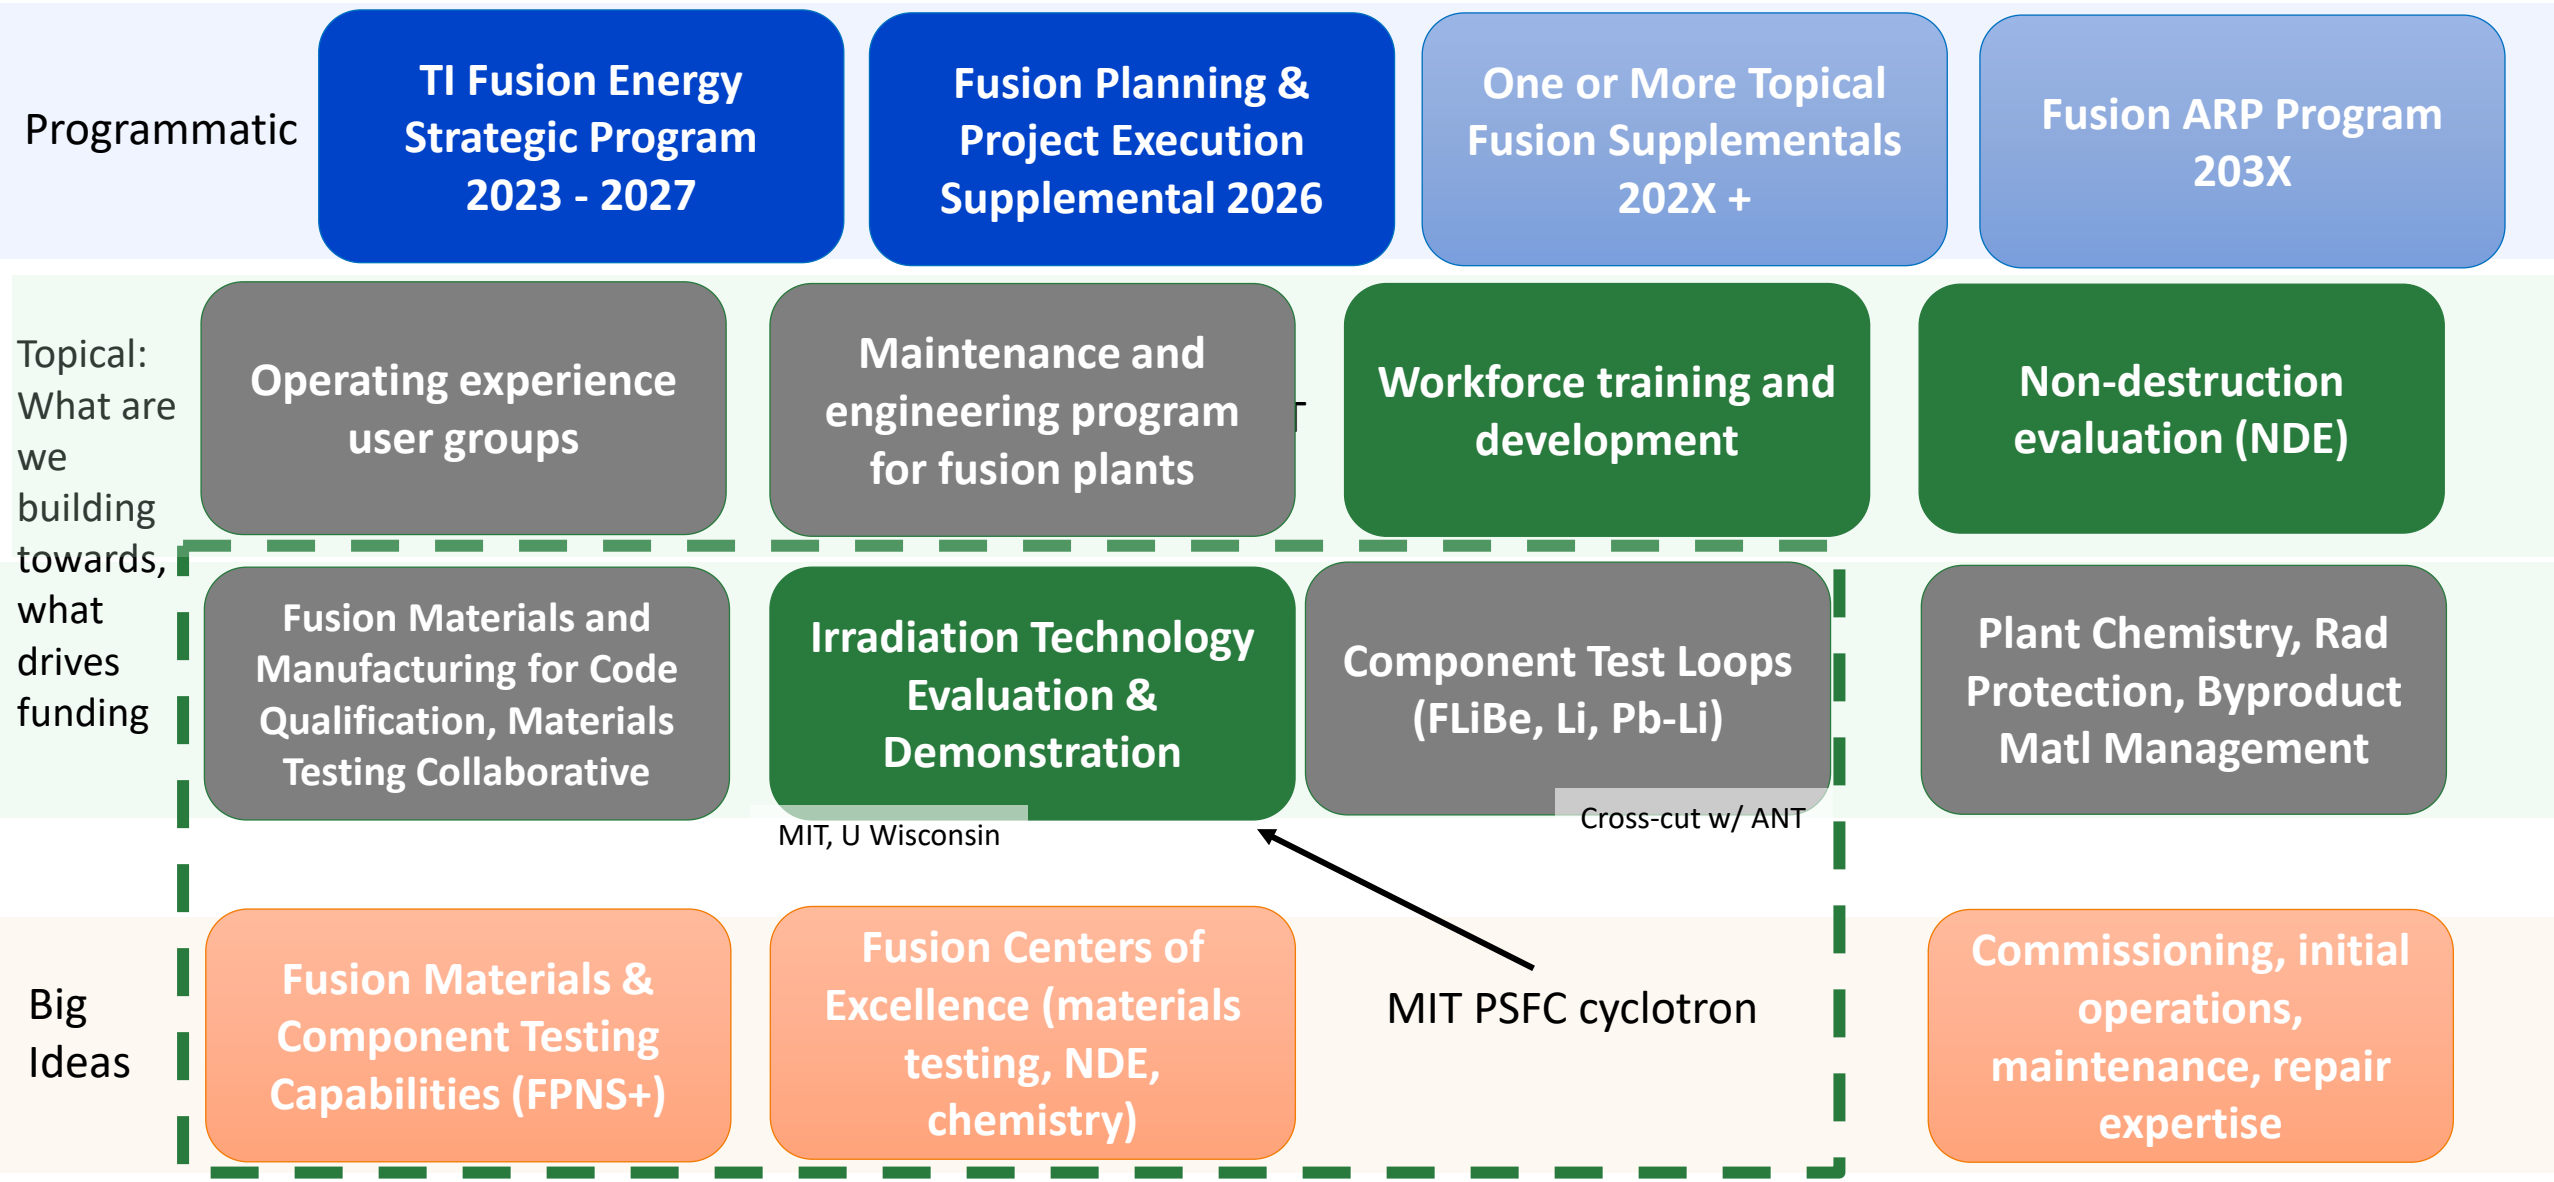 Programmatic
TI Fusion Energy
Strategic Program
2023 - 2027
Fusion Planning &
Project Execution
Supplemental 2026
One or More Topical
Fusion Supplementals
202X +
Fusion ARP Program
203X
Topical:
What are
we
building
towards,
what
drives
funding
Operating experience
user groups
Maintenance and
engineering program
for fusion plants
Workforce training and
development
Non-destruction
evaluation (NDE)
Fusion Materials and
Manufacturing for Code
Qualification, Materials
Testing Collaborative
Irradiation Technology
Evaluation &
Demonstration
MIT, U Wisconsin
Component Test Loops
(FLiBe, Li, Pb-Li)
Cross-cut w/ ANT
Plant Chemistry, Rad
Protection, Byproduct
Matl Management
Big
Ideas
Fusion Materials &
Component Testing
Capabilities (FPNS+)
Fusion Centers of
Excellence (materials
testing, NDE,
chemistry)
MIT PSFC cyclotron
Commissioning, initial
operations,
maintenance, repair
expertise